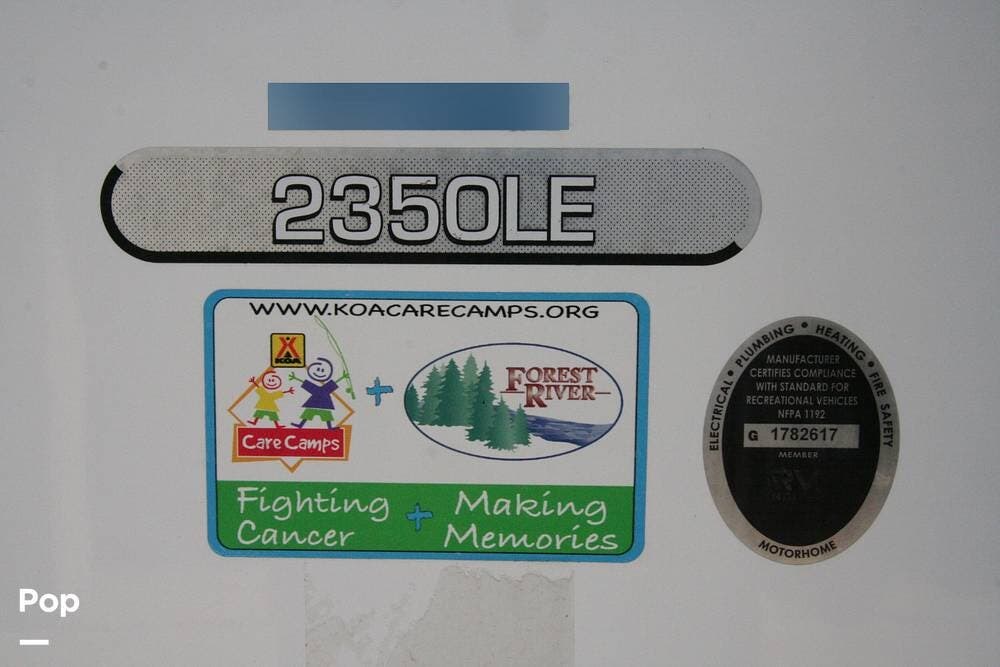 2350LE
WWW.KOACARECAMPS.ORG
KOA
Care Camps
+
FOREST
RIVER
Fighting + Making
Cancer Memories
ELECTRICAL • PLUMBING • HEATING • FIRE SAFETY
MANUFACTURER
CERTIFIES COMPLIANCE
WITH STANDARD FOR
RECREATIONAL VEHICLES
NFPA 1192
G 1782617
MEMBER
RV
MOTORHOME
Pop